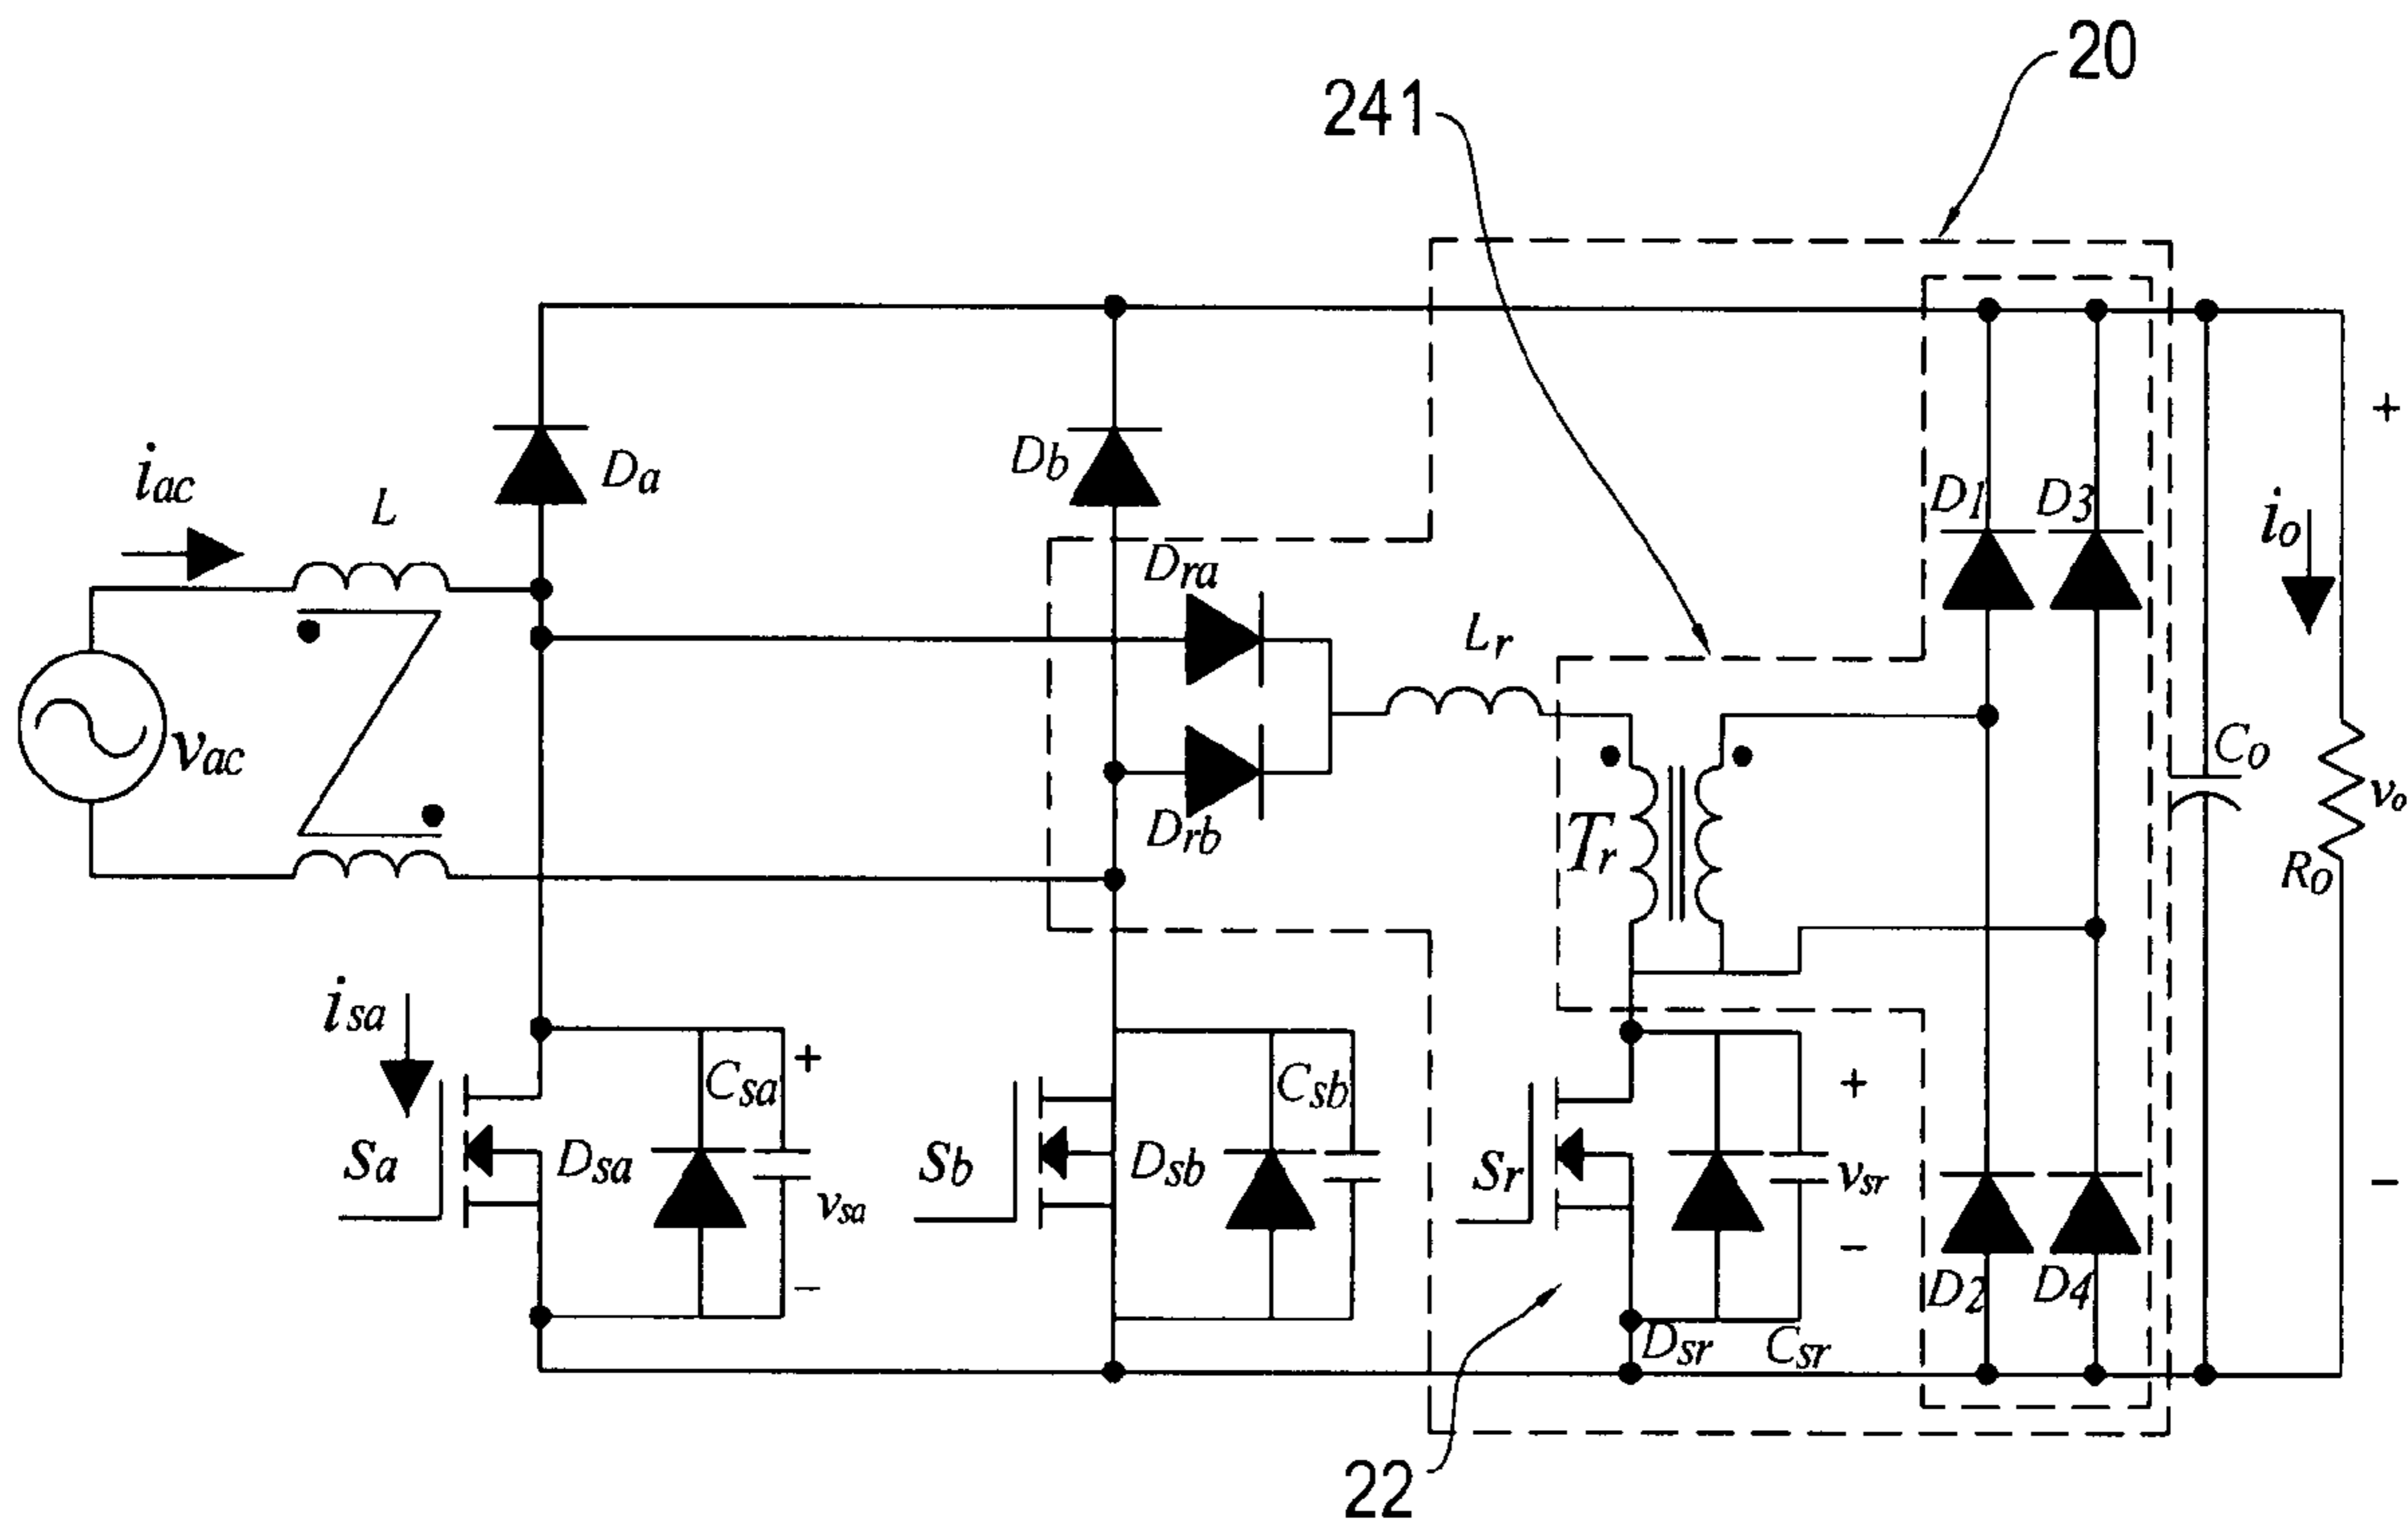 20
241
iac
L
Da
Db
D1
D3
io
+
Dra
Lr
vac
Drb
Tr
Co
vo
Ro
isa
Csa
+
Csb
+
Sa
Dsa
vsa
Sb
Dsb
Sr
vsr
−
−
−
D2
D4
Dsr
Csr
22